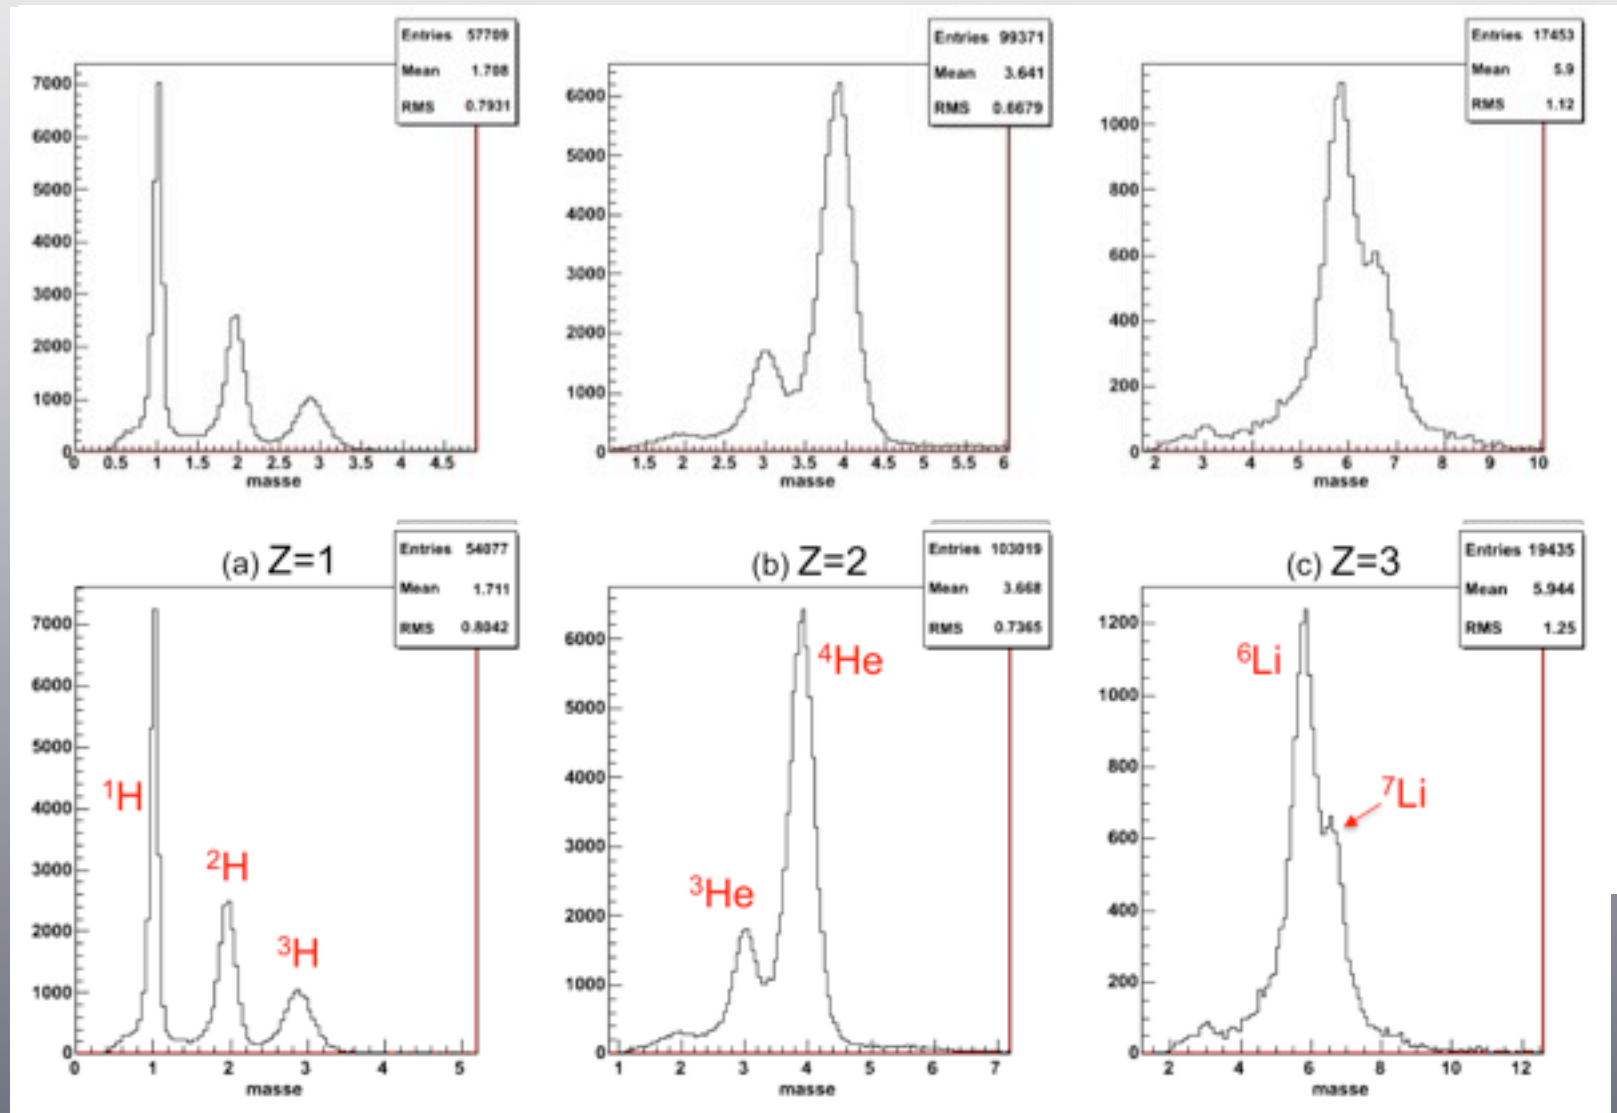 Entries 57709
Mean 1.708
RMS 0.7931
7000
6000
5000
4000
3000
2000
1000
0
0 0.5 1 1.5 2 2.5 3 3.5 4 4.5
masse
Entries 99371
Mean 3.641
RMS 0.6679
6000
5000
4000
3000
2000
1000
0
1.5 2 2.5 3 3.5 4 4.5 5 5.5 6
masse
Entries 17453
Mean 5.9
RMS 1.12
1000
800
600
400
200
0
2 3 4 5 6 7 8 9 10
masse
(a) Z=1
Entries 54077
Mean 1.711
RMS 0.8042
7000
6000
5000
4000
3000
2000
1000
0
¹H
²H
³H
0 1 2 3 4 5
masse
(b) Z=2
Entries 103019
Mean 3.668
RMS 0.7365
6000
5000
4000
3000
2000
1000
0
⁴He
³He
1 2 3 4 5 6 7
masse
(c) Z=3
Entries 19435
Mean 5.944
RMS 1.25
1200
1000
800
600
400
200
0
⁶Li
⁷Li
2 4 6 8 10 12
masse